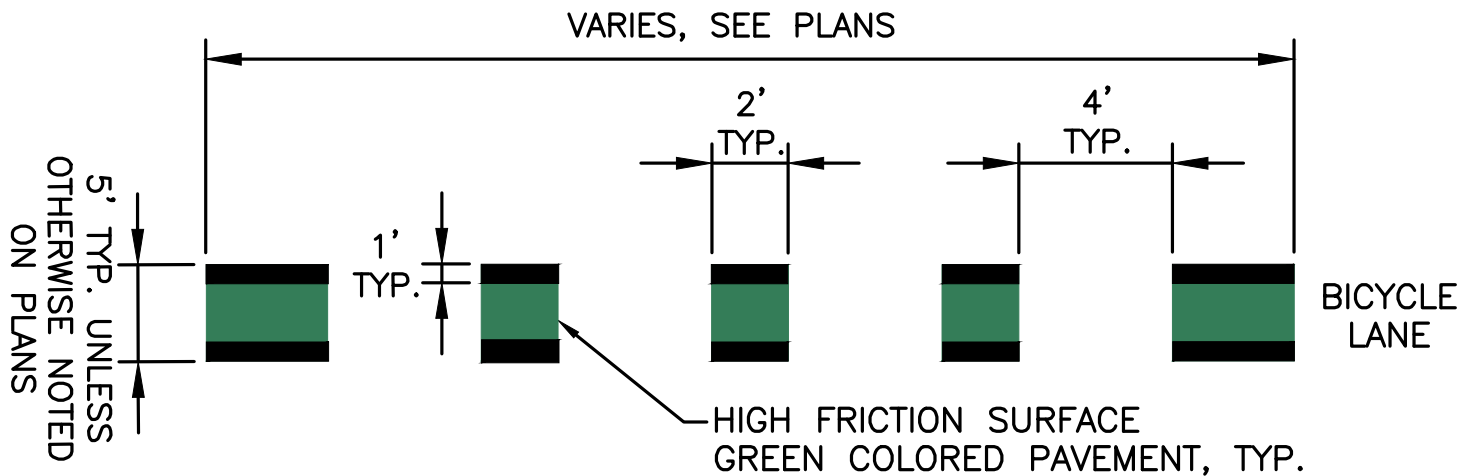 VARIES, SEE PLANS
2'
TYP.
4'
TYP.
5' TYP. UNLESS
OTHERWISE NOTED
ON PLANS
1'
TYP.
BICYCLE
LANE
HIGH FRICTION SURFACE
GREEN COLORED PAVEMENT, TYP.